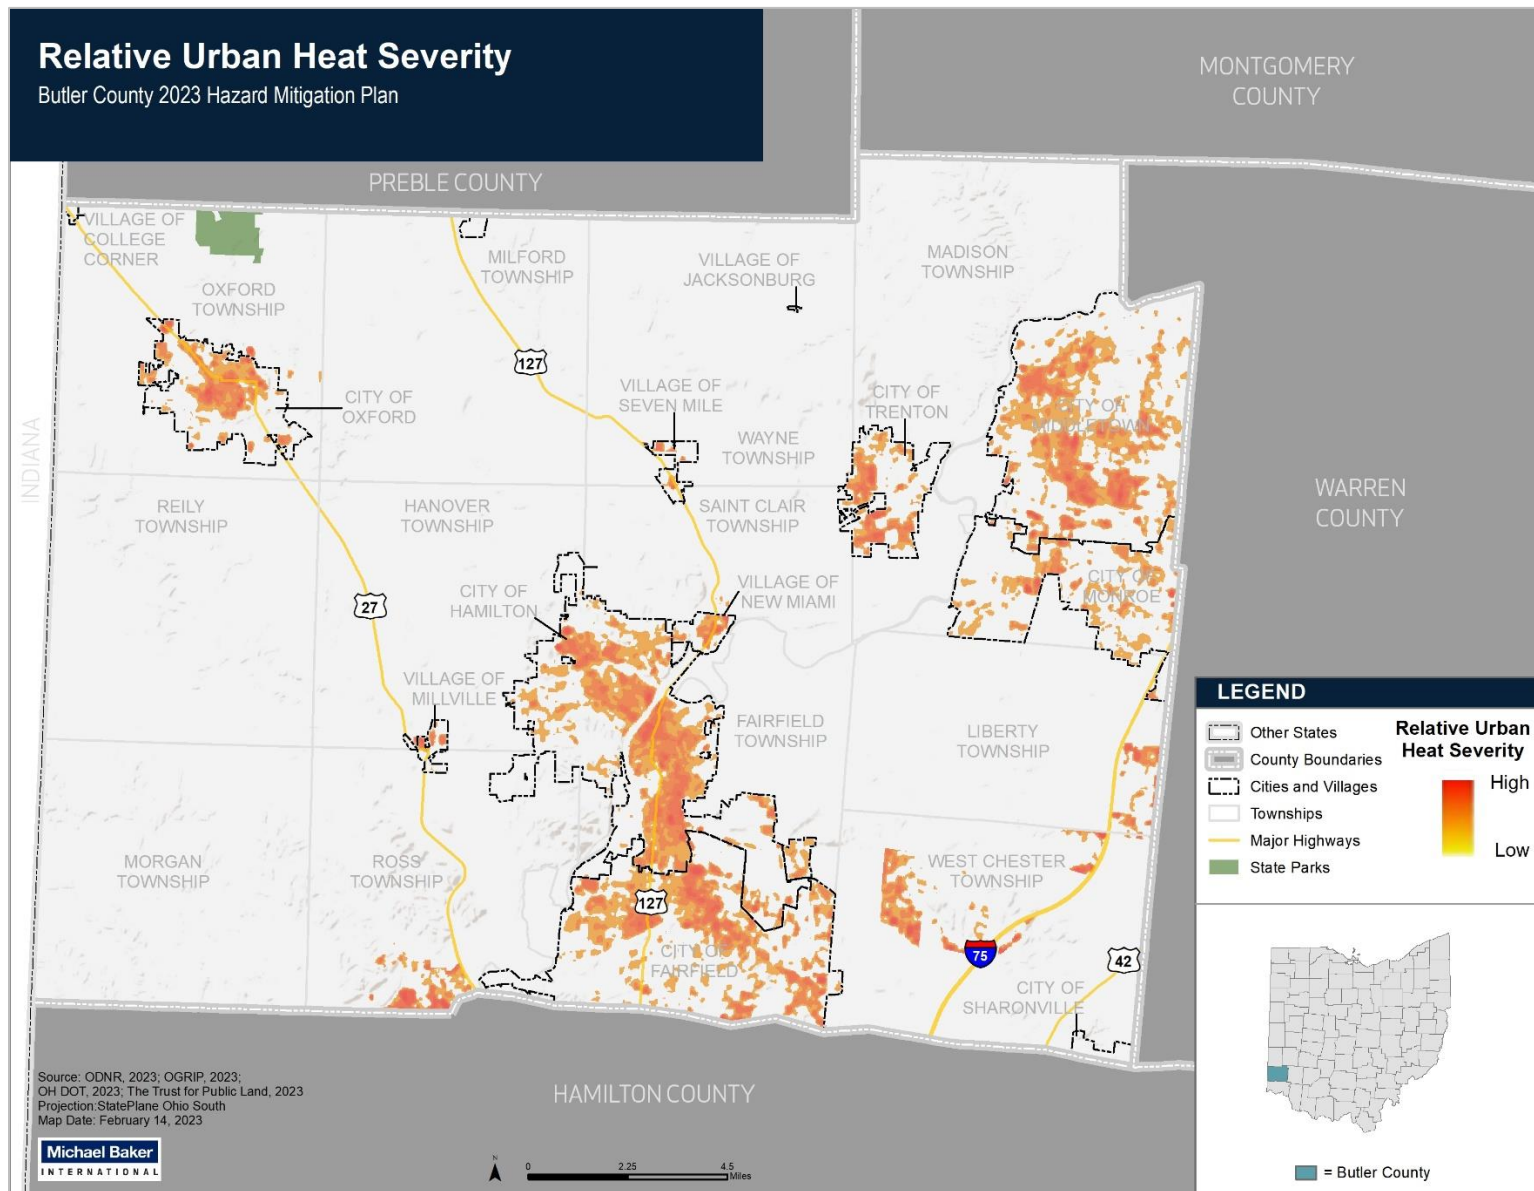 Relative Urban Heat Severity
Butler County 2023 Hazard Mitigation Plan
MONTGOMERY
COUNTY
PREBLE COUNTY
VILLAGE OF
COLLEGE
CORNER
MILFORD
TOWNSHIP
VILLAGE OF
JACKSONBURG
MADISON
TOWNSHIP
OXFORD
TOWNSHIP
127
CITY OF
OXFORD
VILLAGE OF
SEVEN MILE
CITY OF
TRENTON
CITY OF
MIDDLETOWN
WAYNE
TOWNSHIP
INDIANA
REILY
TOWNSHIP
HANOVER
TOWNSHIP
SAINT CLAIR
TOWNSHIP
WARREN
COUNTY
CITY OF
HAMILTON
VILLAGE OF
NEW MIAMI
CITY OF
MONROE
27
VILLAGE OF
MILLVILLE
FAIRFIELD
TOWNSHIP
LIBERTY
TOWNSHIP
MORGAN
TOWNSHIP
ROSS
TOWNSHIP
WEST CHESTER
TOWNSHIP
127
CITY OF
FAIRFIELD
75
42
CITY OF
SHARONVILLE
HAMILTON COUNTY
LEGEND
Other States
County Boundaries
Cities and Villages
Townships
Major Highways
State Parks
Relative Urban
Heat Severity
High
Low
= Butler County
Source: ODNR, 2023; OGRIP, 2023;
OH DOT, 2023; The Trust for Public Land, 2023
Projection:StatePlane Ohio South
Map Date: February 14, 2023
Michael Baker
INTERNATIONAL
N
0 2.25 4.5
Miles